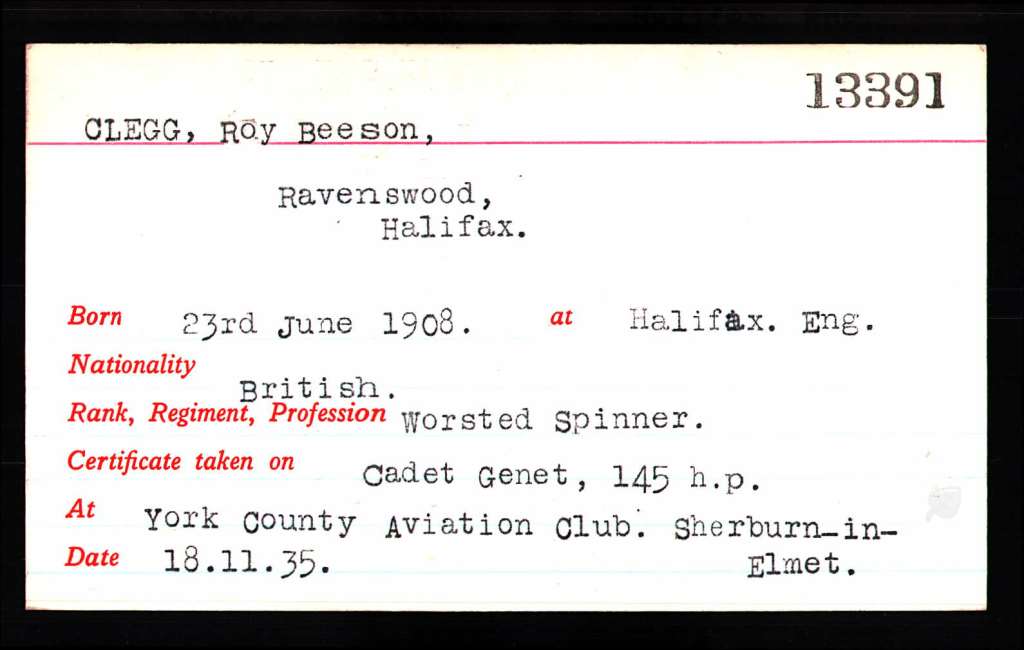 13391
CLEGG, Roy Beeson,
Ravenswood,
Halifax.
Born 23rd June 1908. at Halifax. Eng.
Nationality British.
Rank, Regiment, Profession Worsted Spinner.
Certificate taken on Cadet Genet, 145 h.p.
At York County Aviation Club. Sherburn-in-
Date 18.11.35. Elmet.